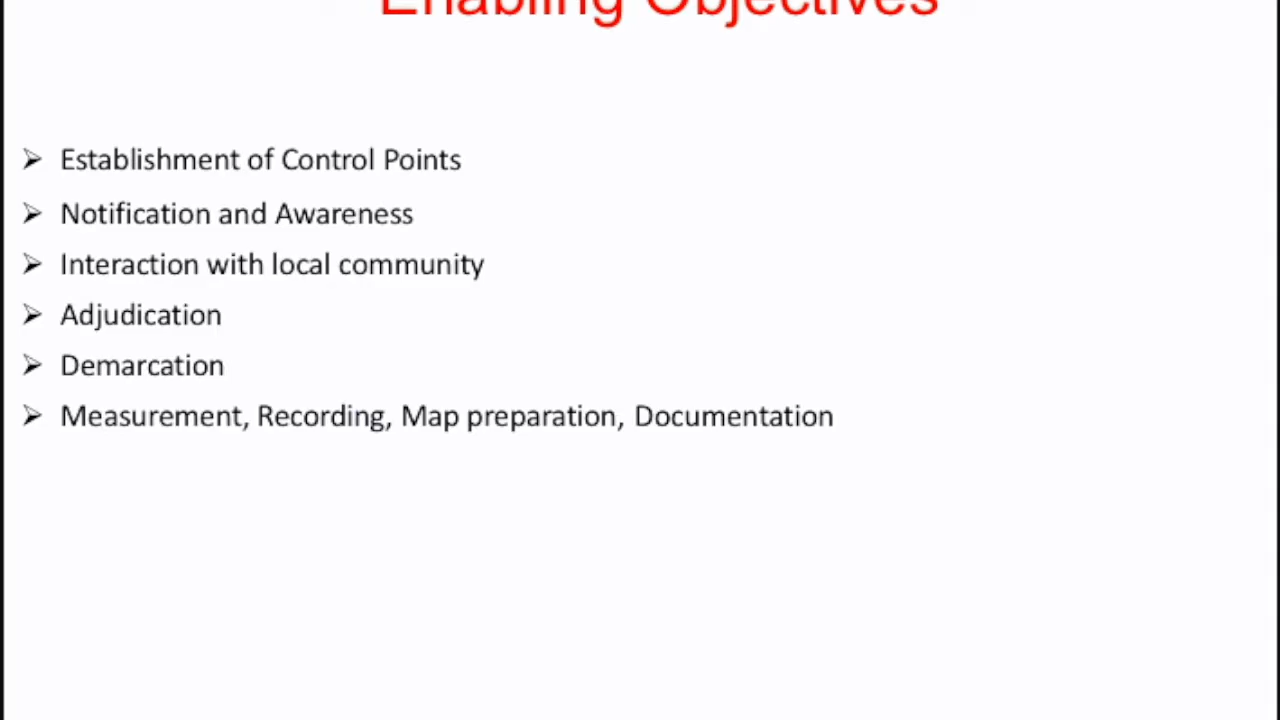 Enabling Objectives
Establishment of Control Points
Notification and Awareness
Interaction with local community
Adjudication
Demarcation
Measurement, Recording, Map preparation, Documentation